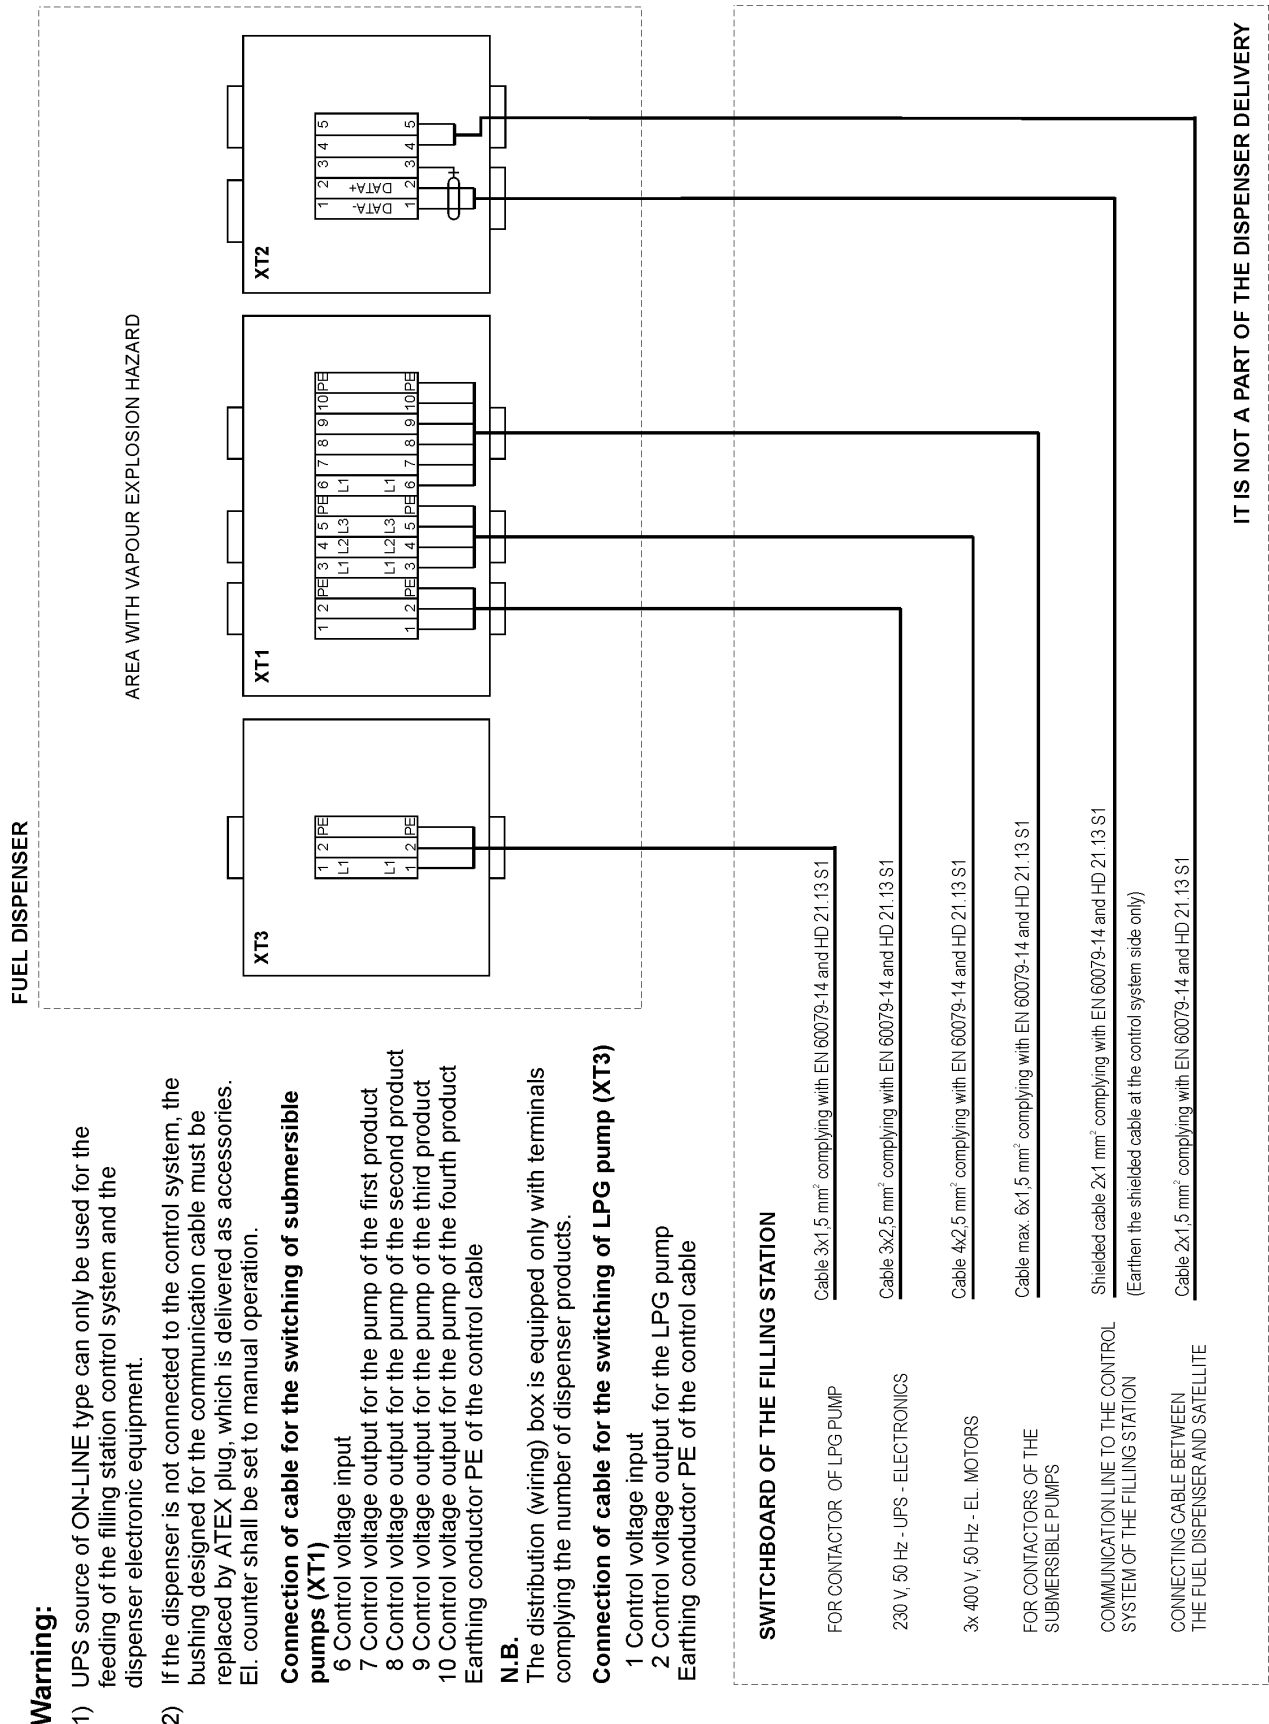 Warning:
1) UPS source of ON-LINE type can only be used for the
feeding of the filling station control system and the
dispenser electronic equipment.
2) If the dispenser is not connected to the control system, the
bushing designed for the communication cable must be
replaced by ATEX plug, which is delivered as accessories.
El. counter shall be set to manual operation.
Connection of cable for the switching of submersible
pumps (XT1)
6 Control voltage input
7 Control voltage output for the pump of the first product
8 Control voltage output for the pump of the second product
9 Control voltage output for the pump of the third product
10 Control voltage output for the pump of the fourth product
Earthing conductor PE of the control cable
N.B.
The distribution (wiring) box is equipped only with terminals
complying the number of dispenser products.
Connection of cable for the switching of LPG pump (XT3)
1 Control voltage input
2 Control voltage output for the LPG pump
Earthing conductor PE of the control cable
FUEL DISPENSER
AREA WITH VAPOUR EXPLOSION HAZARD
XT3
1 2 PE
L1
L1
1 2 PE
XT1
1 2 PE 3 4 5 PE 6 7 8 9 10 PE
L1 L2 L3 L1
L1 L2 L3 L1
1 2 PE 3 4 5 PE 6 7 8 9 10 PE
XT2
1 2 3 4 5
DATA- DATA+
1 2 3 4 5
SWITCHBOARD OF THE FILLING STATION
FOR CONTACTOR OF LPG PUMP
Cable 3x1,5 mm² complying with EN 60079-14 and HD 21.13 S1
230 V, 50 Hz - UPS - ELECTRONICS
Cable 3x2,5 mm² complying with EN 60079-14 and HD 21.13 S1
3x 400 V, 50 Hz - EL. MOTORS
Cable 4x2,5 mm² complying with EN 60079-14 and HD 21.13 S1
FOR CONTACTORS OF THE
SUBMERSIBLE PUMPS
Cable max. 6x1,5 mm² complying with EN 60079-14 and HD 21.13 S1
COMMUNICATION LINE TO THE CONTROL
SYSTEM OF THE FILLING STATION
Shielded cable 2x1 mm² complying with EN 60079-14 and HD 21.13 S1
(Earthen the shielded cable at the control system side only)
CONNECTING CABLE BETWEEN
THE FUEL DISPENSER AND SATELLITE
Cable 2x1,5 mm² complying with EN 60079-14 and HD 21.13 S1
IT IS NOT A PART OF THE DISPENSER DELIVERY